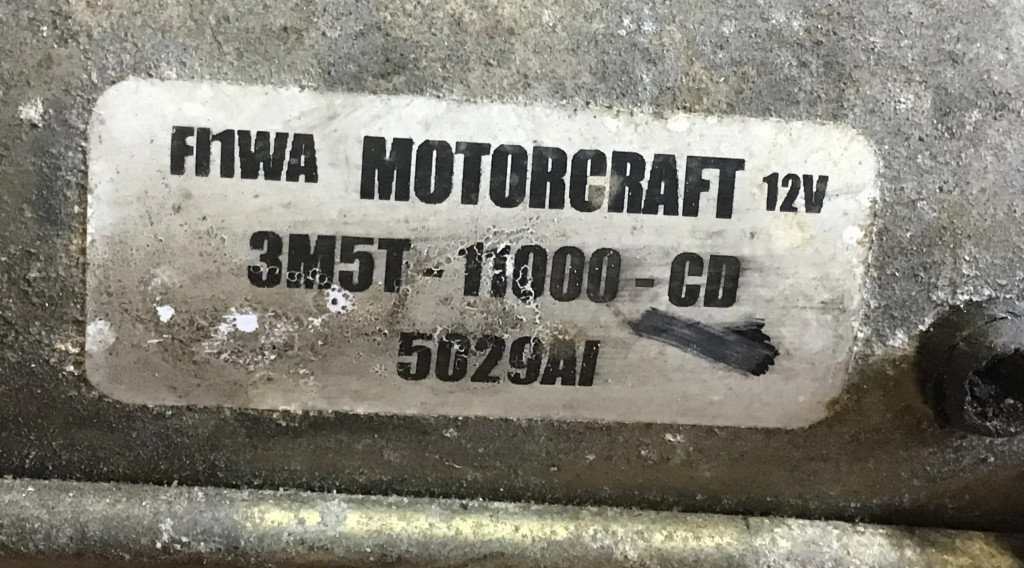 FI1WA MOTORCRAFT 12V
3M5T - 11000 - CD
5029AI